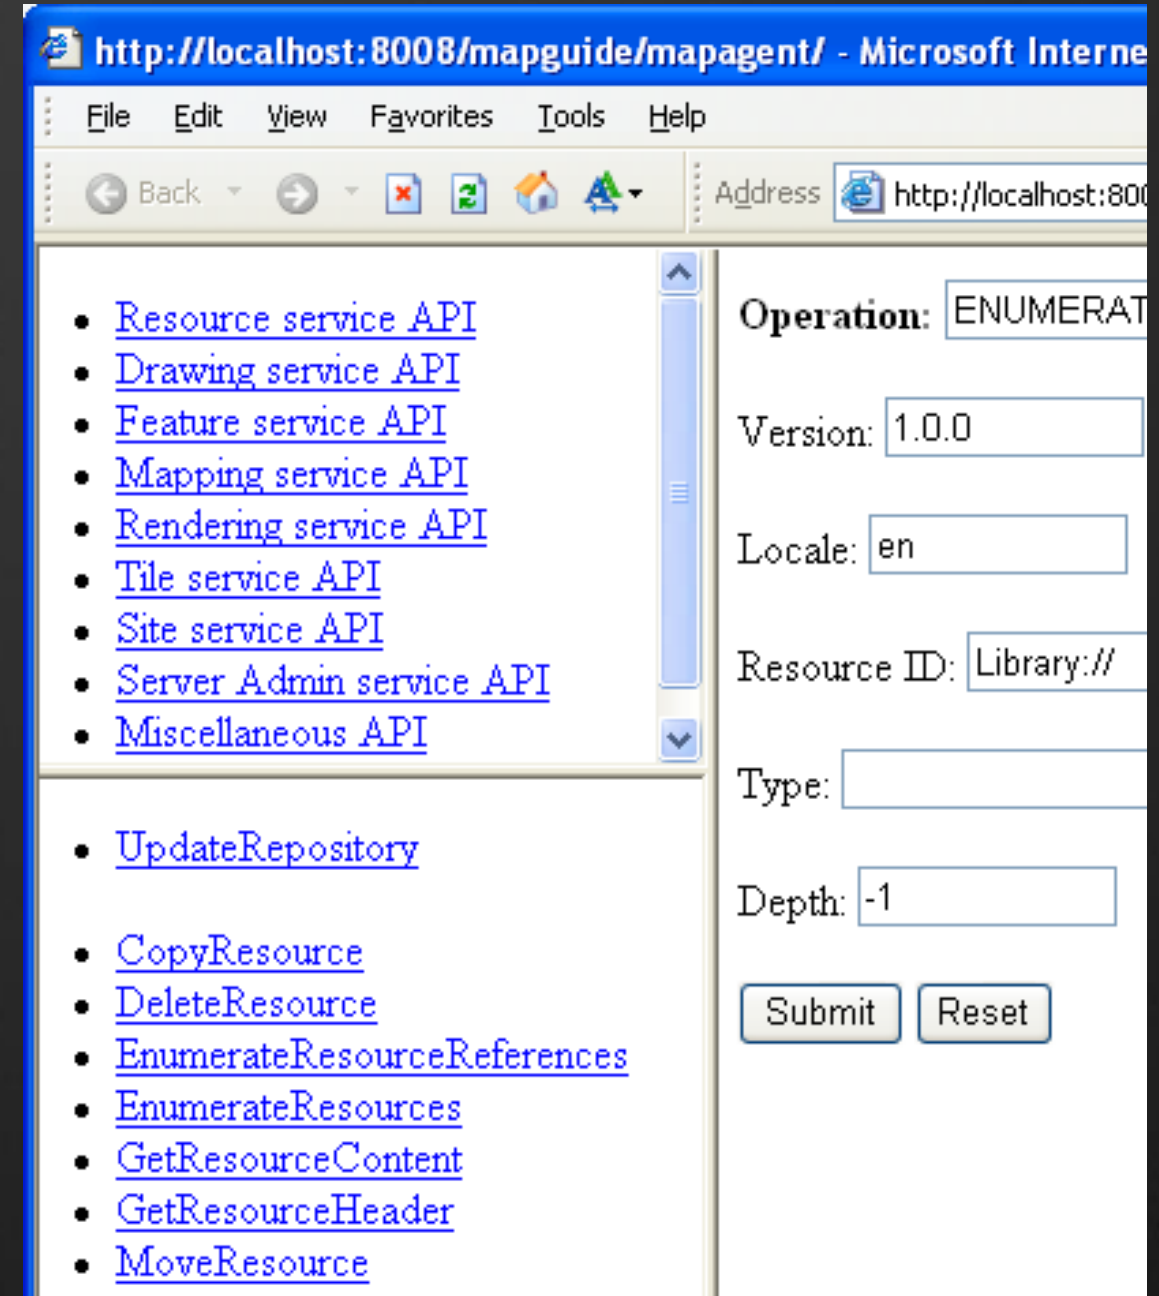 http://localhost:8008/mapguide/mapagent/ - Microsoft Interne
File Edit View Favorites Tools Help
Back Address http://localhost:800
Resource service API
Drawing service API
Feature service API
Mapping service API
Rendering service API
Tile service API
Site service API
Server Admin service API
Miscellaneous API
UpdateRepository
CopyResource
DeleteResource
EnumerateResourceReferences
EnumerateResources
GetResourceContent
GetResourceHeader
MoveResource
Operation: ENUMERAT
Version: 1.0.0
Locale: en
Resource ID: Library://
Type:
Depth: -1
Submit Reset